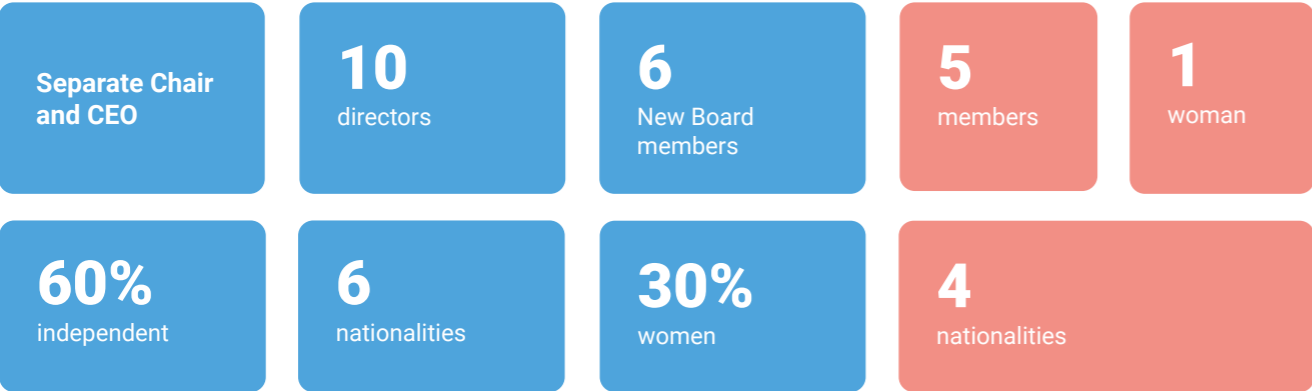 Separate Chair
and CEO
10
directors
6
New Board
members
5
members
1
woman
60%
independent
6
nationalities
30%
women
4
nationalities